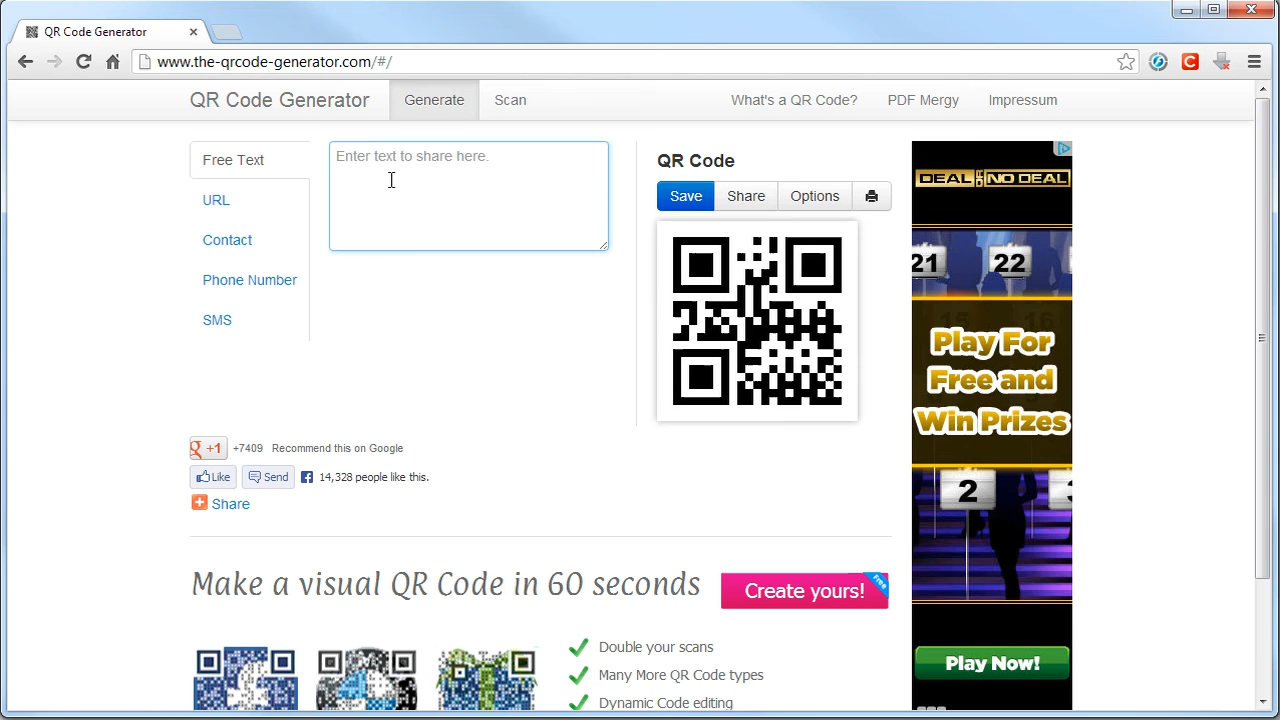 QR Code Generator
www.the-qrcode-generator.com/#/
QR Code Generator
Generate
Scan
What's a QR Code?
PDF Mergy
Impressum
Free Text
URL
Contact
Phone Number
SMS
Enter text to share here.
QR Code
Save
Share
Options
DEAL OR NO DEAL
21
22
Play For
Free and
Win Prizes
2
Play Now!
+1
+7409
Recommend this on Google
Like
Send
14,328 people like this.
Share
Make a visual QR Code in 60 seconds
Create yours!
Free
Double your scans
Many More QR Code types
Dynamic Code editing